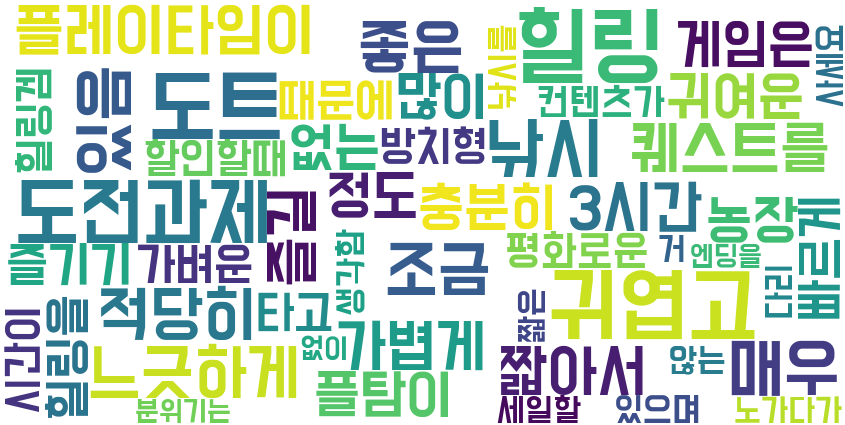 플레이타임이
좋은
낚시를
힐링
게임은
요새시
힐링겜
있음
도트
때문에
많이
컨텐츠가
귀여운
할인할때
없는
방치형
낚시
퀘스트를
도전과제
즐길
정도
충분히
3시간
농장
빠르게
즐기기
가벼운
생각함
조금
평화로운
거
엔딩을
다리
시간이
힐링을
적당히
타고
없이
가볍게
짧은
귀엽고
느긋하게
플탐이
짧아서
않는
매우
분위기는
세일할
있으며
노가다가